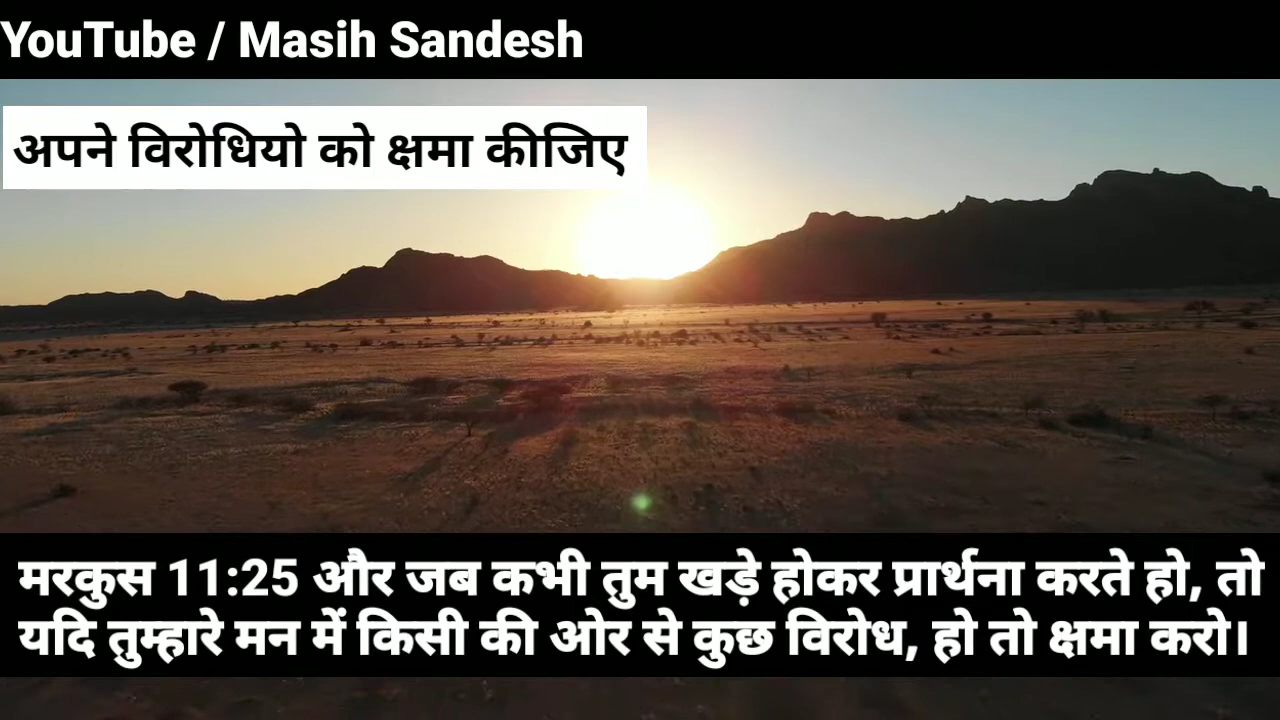 YouTube / Masih Sandesh
अपने विरोधियो को क्षमा कीजिए
मरकुस 11:25 और जब कभी तुम खड़े होकर प्रार्थना करते हो, तो
यदि तुम्हारे मन में किसी की ओर से कुछ विरोध, हो तो क्षमा करो।